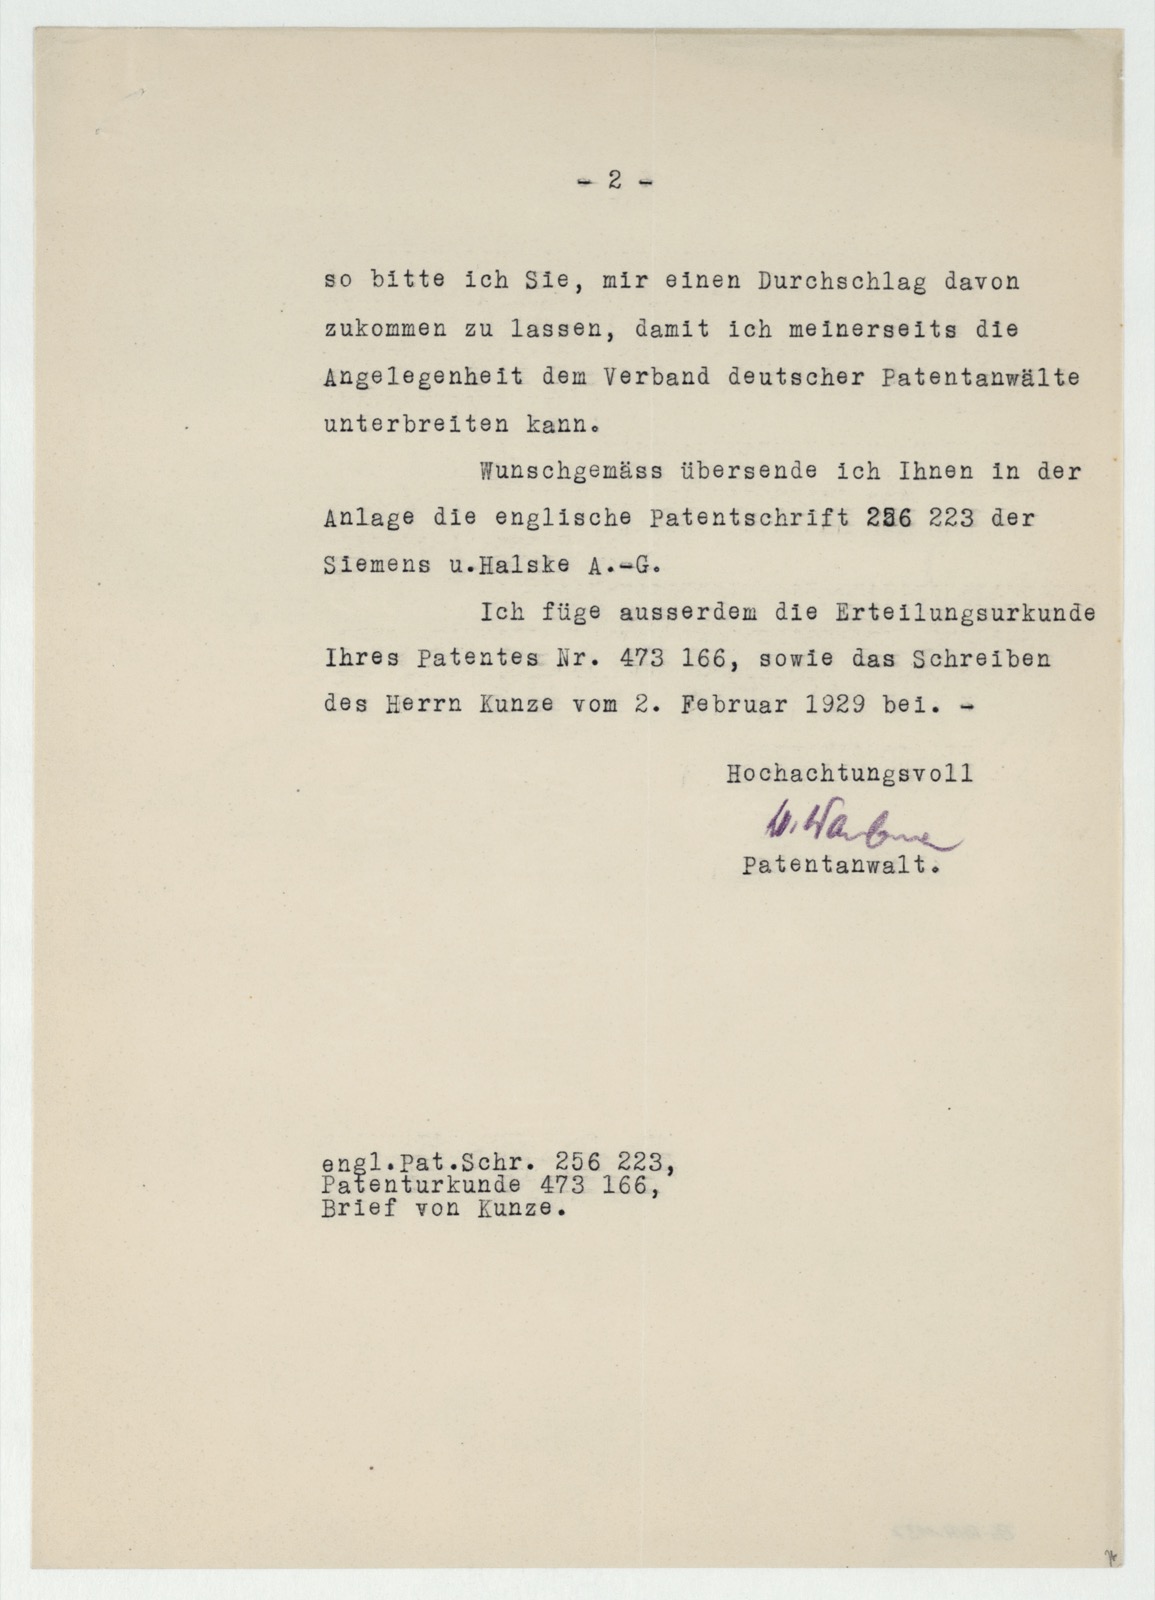 - 2 -
so bitte ich Sie, mir einen Durchschlag davon
zukommen zu lassen, damit ich meinerseits die
Angelegenheit dem Verband deutscher Patentanwälte
unterbreiten kann.
Wunschgemäss übersende ich Ihnen in der
Anlage die englische Patentschrift 256 223 der
Siemens u.Halske A.-G.
Ich füge ausserdem die Erteilungsurkunde
Ihres Patentes Nr. 473 166, sowie das Schreiben
des Herrn Kunze vom 2. Februar 1929 bei. -
Hochachtungsvoll
Patentanwalt.
engl.Pat.Schr. 256 223,
Patenturkunde 473 166,
Brief von Kunze.